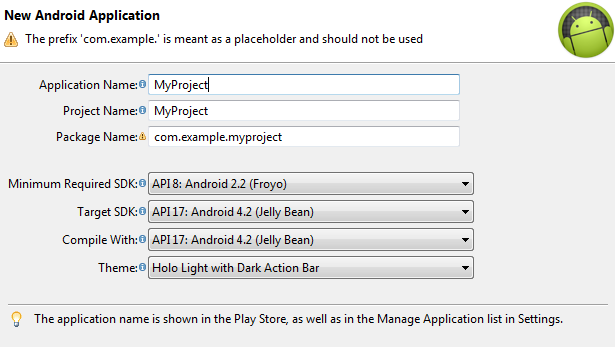 New Android Application
The prefix 'com.example.' is meant as a placeholder and should not be used
Application Name: MyProject
Project Name: MyProject
Package Name: com.example.myproject
Minimum Required SDK: API 8: Android 2.2 (Froyo)
Target SDK: API 17: Android 4.2 (Jelly Bean)
Compile With: API 17: Android 4.2 (Jelly Bean)
Theme: Holo Light with Dark Action Bar
The application name is shown in the Play Store, as well as in the Manage Application list in Settings.